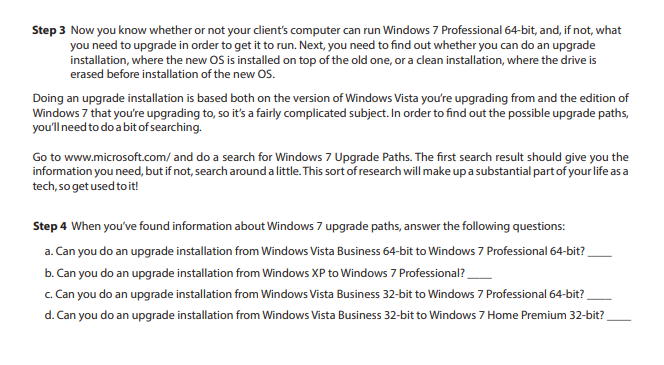 Step 3 Now you know whether or not your client's computer can run Windows 7 Professional 64-bit, and, if not, what
you need to upgrade in order to get it to run. Next, you need to find out whether you can do an upgrade
installation, where the new OS is installed on top of the old one, or a clean installation, where the drive is
erased before installation of the new OS.
Doing an upgrade installation is based both on the version of Windows Vista you're upgrading from and the edition of
Windows 7 that you're upgrading to, so it's a fairly complicated subject. In order to find out the possible upgrade paths,
you'll need to do a bit of searching.
Go to www.microsoft.com/ and do a search for Windows 7 Upgrade Paths. The first search result should give you the
information you need, but if not, search around a little. This sort of research will make up a substantial part of your life as a
tech, so get used to it!
Step 4 When you've found information about Windows 7 upgrade paths, answer the following questions:
a. Can you do an upgrade installation from Windows Vista Business 64-bit to Windows 7 Professional 64-bit? ____
b. Can you do an upgrade installation from Windows XP to Windows 7 Professional? ____
c. Can you do an upgrade installation from Windows Vista Business 32-bit to Windows 7 Professional 64-bit? ____
d. Can you do an upgrade installation from Windows Vista Business 32-bit to Windows 7 Home Premium 32-bit? ____